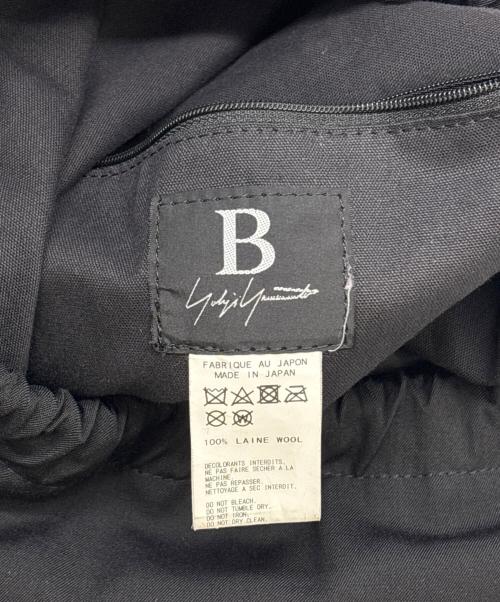 B
Yohji Yamamoto
FABRIQUE AU JAPON
MADE IN JAPAN
100% LAINE WOOL
DECOLORANTS INTERDITS.
NE PAS FAIRE SECHER A LA
MACHINE
NE PAS REPASSER.
NETTOYAGE A SEC INTERDIT.
DO NOT BLEACH.
DO NOT TUMBLE DRY.
DO NOT IRON.
DO NOT DRY CLEAN.